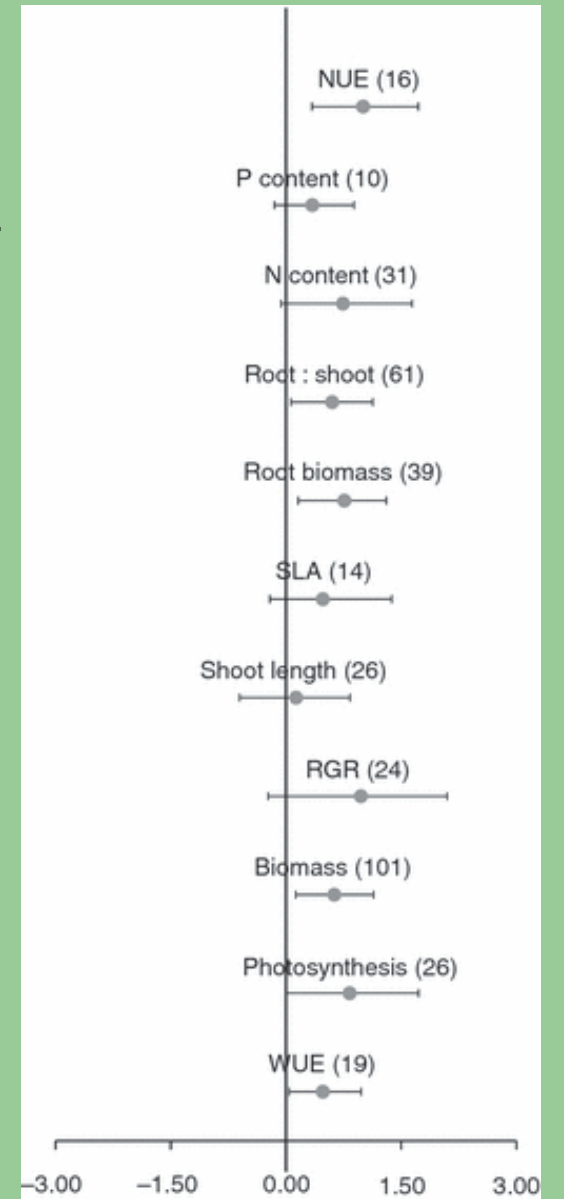 NUE (16)
P content (10)
N content (31)
Root : shoot (61)
Root biomass (39)
SLA (14)
Shoot length (26)
RGR (24)
Biomass (101)
Photosynthesis (26)
WUE (19)
–3.00 –1.50 0.00 1.50 3.00